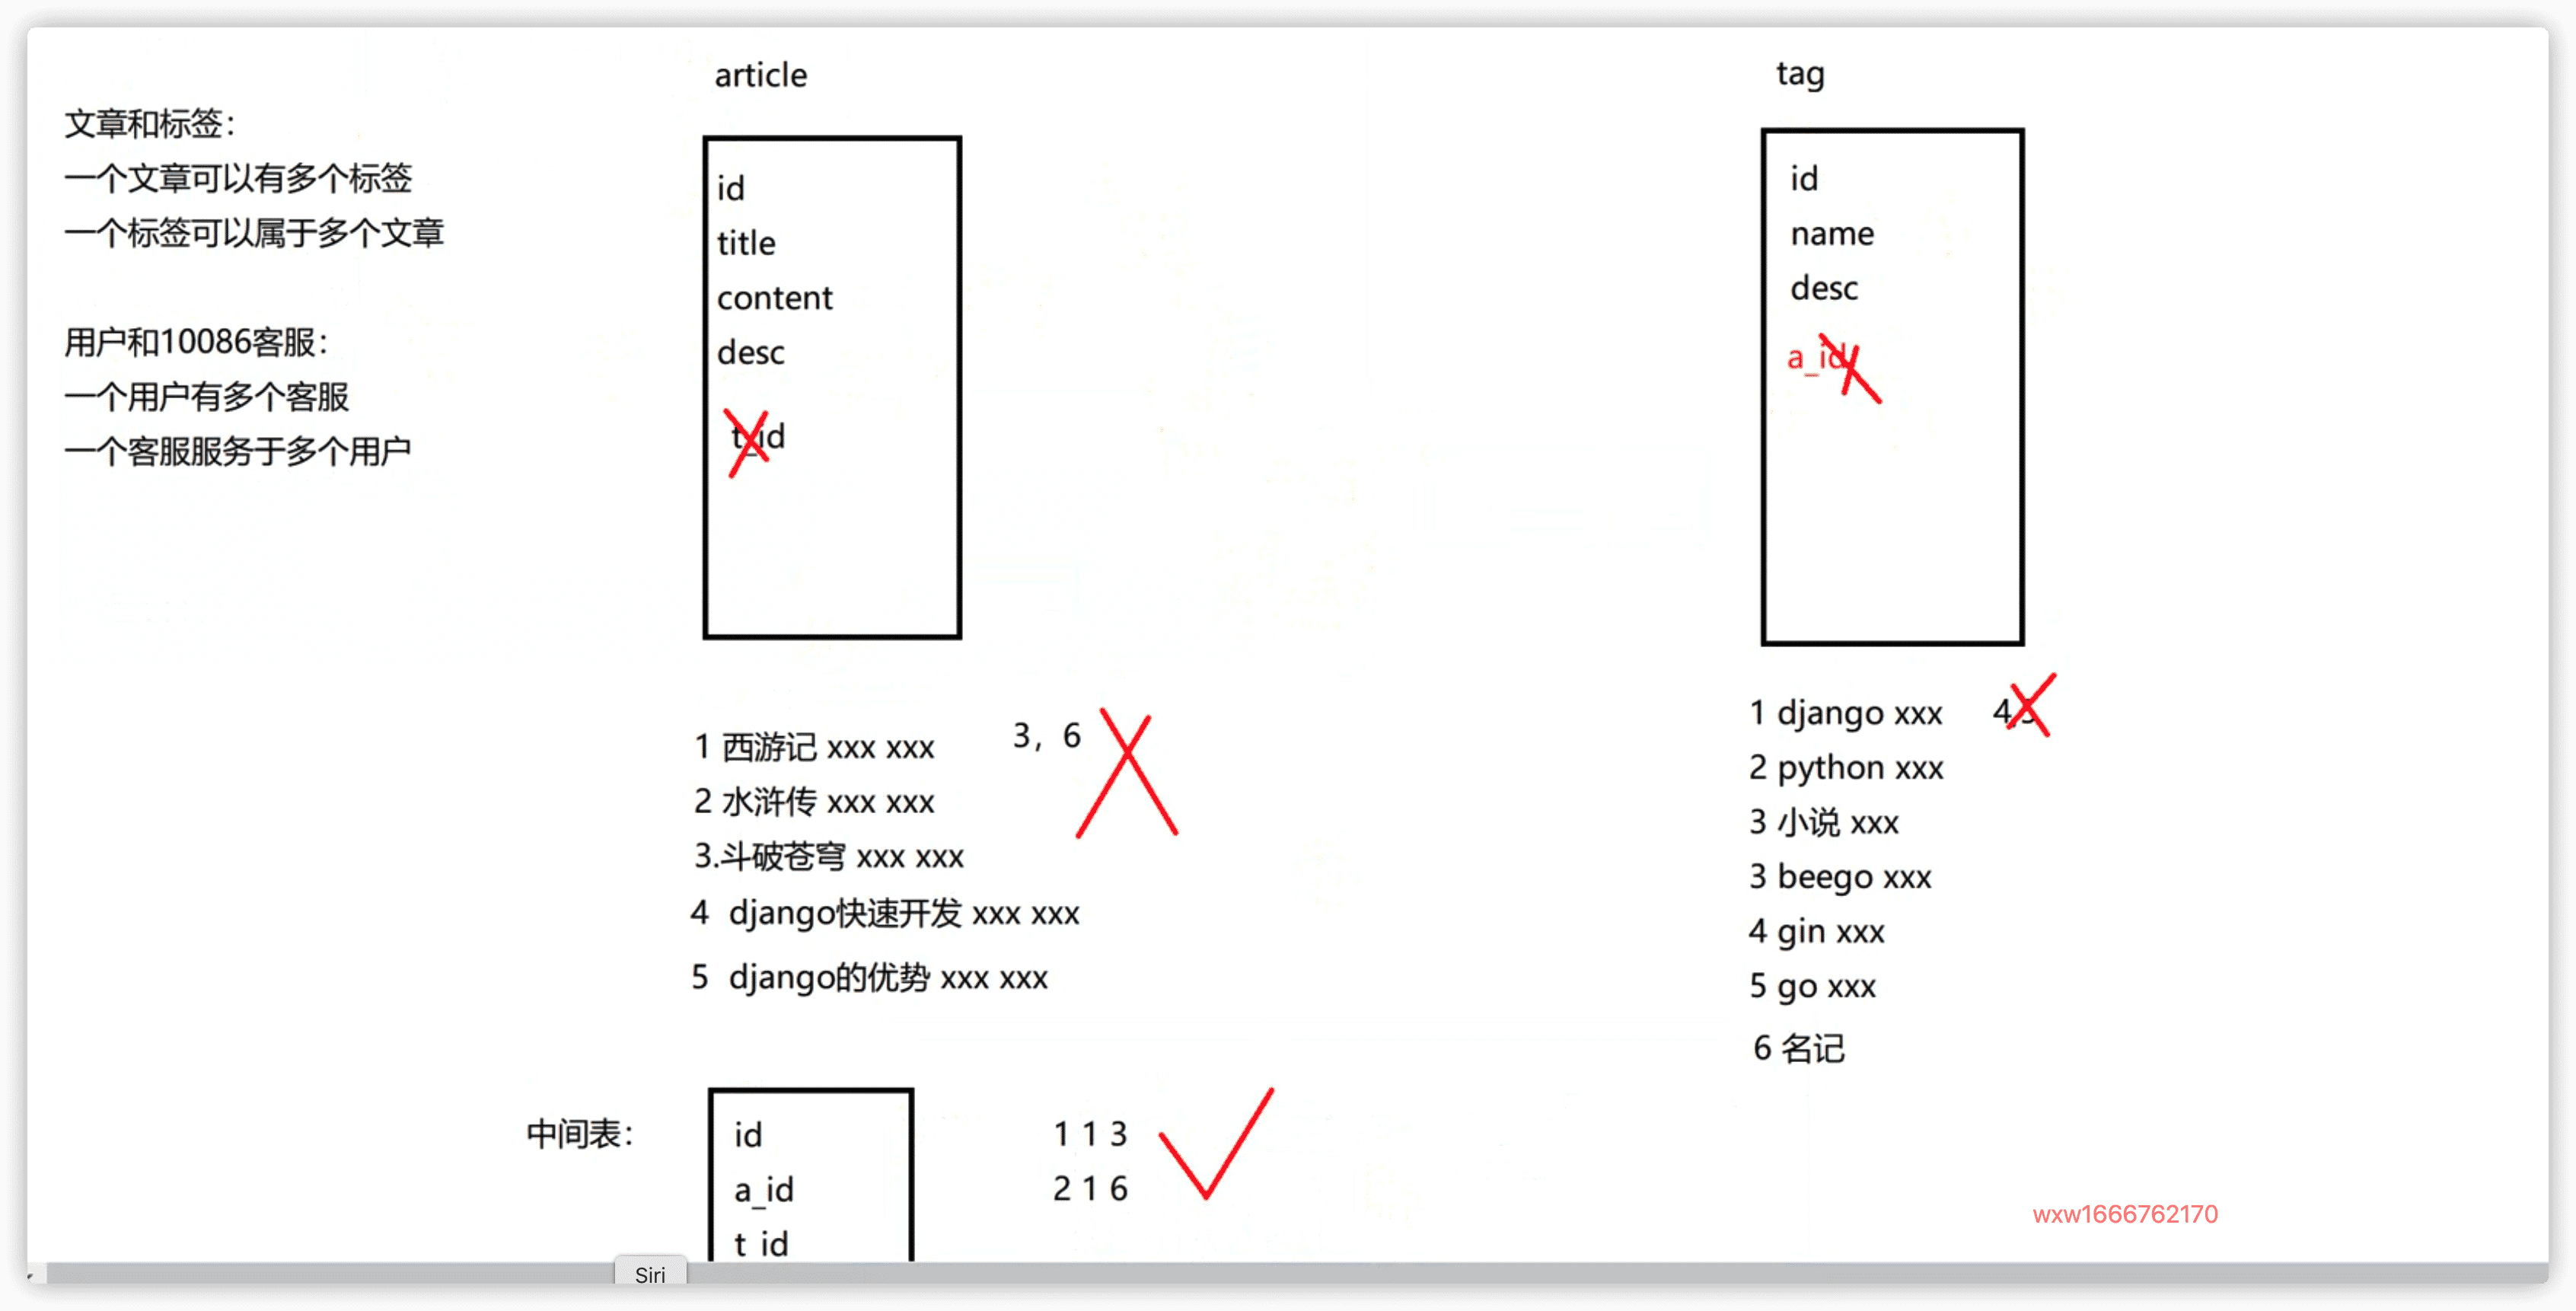 文章和标签：
一个文章可以有多个标签
一个标签可以属于多个文章
用户和10086客服：
一个用户有多个客服
一个客服服务于多个用户
article
id
title
content
desc
t_id
1 西游记 xxx xxx
3，6
2 水浒传 xxx xxx
3.斗破苍穹 xxx xxx
4 django快速开发 xxx xxx
5 django的优势 xxx xxx
tag
id
name
desc
a_id
1 django xxx
4,5
2 python xxx
3 小说 xxx
3 beego xxx
4 gin xxx
5 go xxx
6 名记
中间表：
id
a_id
t_id
1 1 3
2 1 6
wxw1666762170
Siri